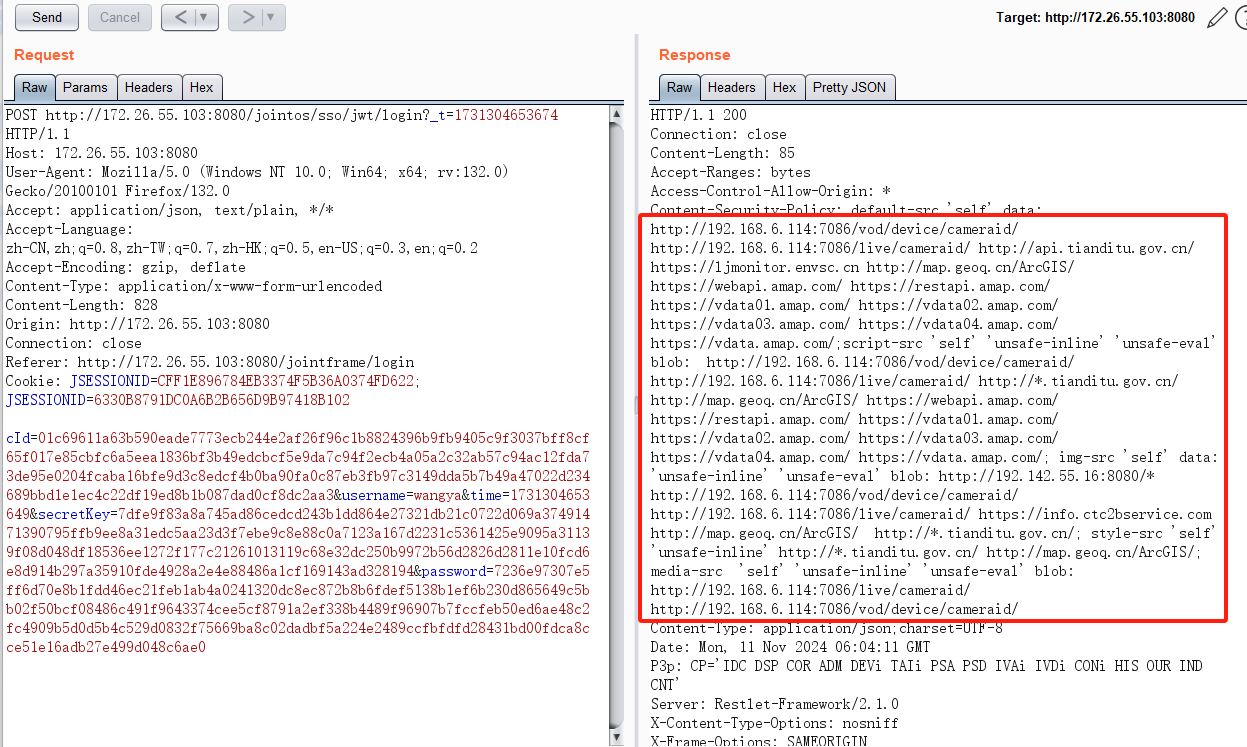 Send
Cancel
< | ▼
> | ▼
Target: http://172.26.55.103:8080
?
Request
Raw
Params
Headers
Hex
POST http://172.26.55.103:8080/jointos/sso/jwt/login?_t=1731304653674
HTTP/1.1
Host: 172.26.55.103:8080
User-Agent: Mozilla/5.0 (Windows NT 10.0; Win64; x64; rv:132.0)
Gecko/20100101 Firefox/132.0
Accept: application/json, text/plain, */*
Accept-Language:
zh-CN,zh;q=0.8,zh-TW;q=0.7,zh-HK;q=0.5,en-US;q=0.3,en;q=0.2
Accept-Encoding: gzip, deflate
Content-Type: application/x-www-form-urlencoded
Content-Length: 828
Origin: http://172.26.55.103:8080
Connection: close
Referer: http://172.26.55.103:8080/jointframe/login
Cookie: JSESSIONID=CFF1E896784EB3374F5B36A0374FD622;
JSESSIONID=6330B8791DC0A6B2B656D9B97418B102
cId=01c69611a63b590eade7773ecb244e2af26f96c1b8824396b9fb9405c9f3037bff8cf
65f017e85cbfc6a5eea1836bf3b49edcbcf5e9da7c94f2ecb4a05a2c32ab57c94ac12fda7
3de95e0204fcaba16bfe9d3c8edcf4b0ba90fa0c87eb3fb97c3149dda5b7b49a47022d234
689bbd1e1ec4c22df19ed8b1b087dad0cf8dc2aa3&username=wangya&time=1731304653
649&secretKey=7dfe9f83a8a745ad86cedcd243b1dd864e27321db21c0722d069a374914
71390795ffb9ee8a31edc5aa23d3f7ebe9c8e88c0a7123a167d2231c5361425e9095a3113
9f08d048df18536ee1272f177c21261013119c68e32dc250b9972b56d2826d2811e10fcd6
e8d914b297a35910fde4928a2e4e88486a1cf169143ad328194&password=7236e97307e5
ff6d70e8b1fdd46ec21feb1ab4a0241320dc8ec872b8b6fdef5138b1ef6b230d865649c5b
b02f50bcf08486c491f9643374cee5cf8791a2ef338b4489f96907b7fccfeb50ed6ae48c2
fc4909b5d0d5b4c529d0832f75669ba8c02dadbf5a224e2489ccfbfdfd28431bd00fdca8c
ce51e16adb27e499d048c6ae0
Response
Raw
Headers
Hex
Pretty JSON
HTTP/1.1 200
Connection: close
Content-Length: 85
Accept-Ranges: bytes
Access-Control-Allow-Origin: *
Content-Security-Policy: default-src 'self' data:
http://192.168.6.114:7086/vod/device/cameraid/
http://192.168.6.114:7086/live/cameraid/ http://api.tianditu.gov.cn/
https://ljmonitor.envsc.cn http://map.geoq.cn/ArcGIS/
https://webapi.amap.com/ https://restapi.amap.com/
https://vdata01.amap.com/ https://vdata02.amap.com/
https://vdata03.amap.com/ https://vdata04.amap.com/
https://vdata.amap.com/;script-src 'self' 'unsafe-inline' 'unsafe-eval'
blob:  http://192.168.6.114:7086/vod/device/cameraid/
http://192.168.6.114:7086/live/cameraid/ http://*.tianditu.gov.cn/
http://map.geoq.cn/ArcGIS/ https://webapi.amap.com/
https://restapi.amap.com/ https://vdata01.amap.com/
https://vdata02.amap.com/ https://vdata03.amap.com/
https://vdata04.amap.com/ https://vdata.amap.com/; img-src 'self' data:
'unsafe-inline' 'unsafe-eval' blob: http://192.142.55.16:8080/*
http://192.168.6.114:7086/vod/device/cameraid/
http://192.168.6.114:7086/live/cameraid/ https://info.ctc2bservice.com
http://map.geoq.cn/ArcGIS/  http://*.tianditu.gov.cn/; style-src 'self'
'unsafe-inline' http://*.tianditu.gov.cn/ http://map.geoq.cn/ArcGIS/;
media-src  'self' 'unsafe-inline' 'unsafe-eval' blob:
http://192.168.6.114:7086/live/cameraid/
http://192.168.6.114:7086/vod/device/cameraid/
Content-Type: application/json;charset=UTF-8
Date: Mon, 11 Nov 2024 06:04:11 GMT
P3p: CP='IDC DSP COR ADM DEVi TAIi PSA PSD IVAi IVDi CONi HIS OUR IND
CNT'
Server: Restlet-Framework/2.1.0
X-Content-Type-Options: nosniff
X-Frame-Options: SAMEORIGIN